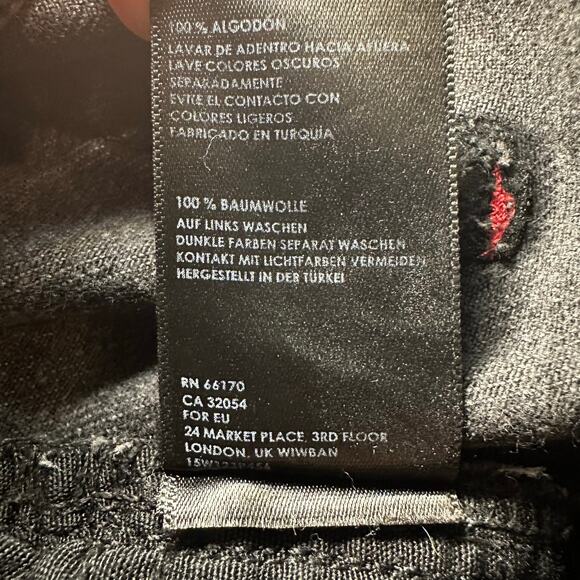 100 % ALGODÓN
LAVAR DE ADENTRO HACIA AFUERA
LAVE COLORES OSCUROS
SEPARADAMENTE
EVITE EL CONTACTO CON
COLORES LIGEROS
FABRICADO EN TURQUÍA
100 % BAUMWOLLE
AUF LINKS WASCHEN
DUNKLE FARBEN SEPARAT WASCHEN
KONTAKT MIT LICHTFARBEN VERMEIDEN
HERGESTELLT IN DER TÜRKEI
RN 66170
CA 32054
FOR EU
24 MARKET PLACE, 3RD FLOOR
LONDON, UK W1W8AN